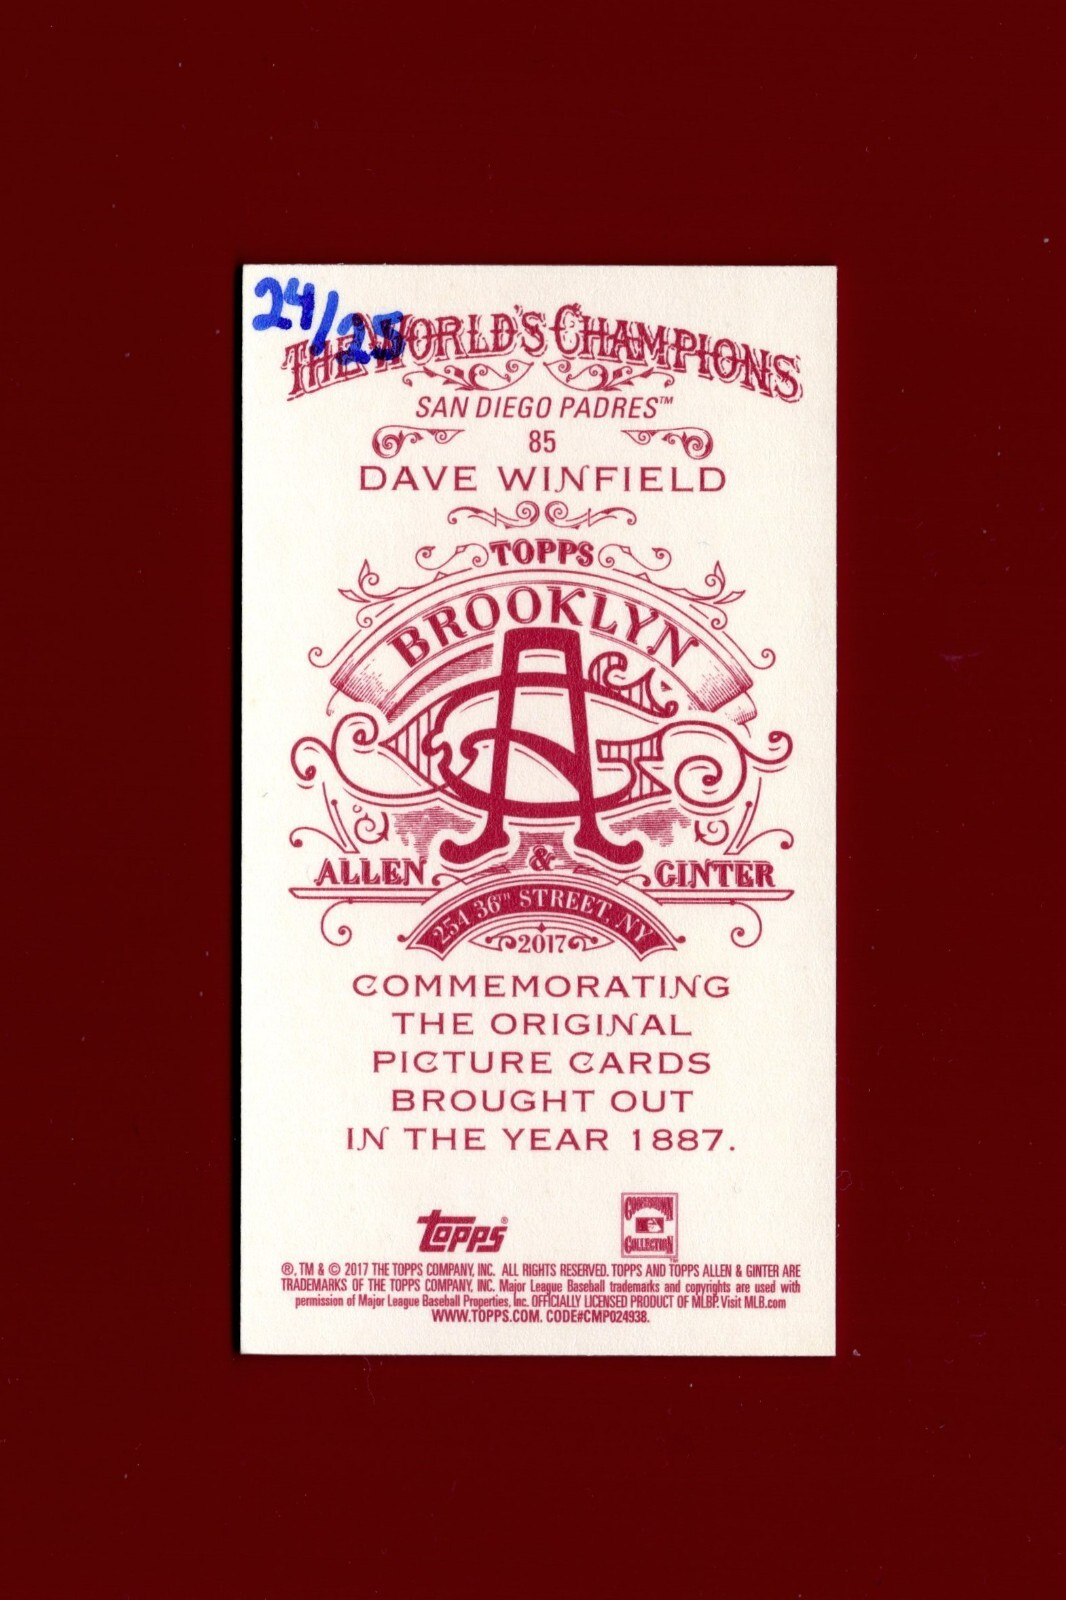 24/25
THE WORLD'S CHAMPIONS
SAN DIEGO PADRES™
85
DAVE WINFIELD
TOPPS
BROOKLYN
AG
ALLEN & GINTER
254 36TH STREET, NY
2017
COMMEMORATING
THE ORIGINAL
PICTURE CARDS
BROUGHT OUT
IN THE YEAR 1887.
topps®
COOPERSTOWN
COLLECTION™
®, TM & © 2017 THE TOPPS COMPANY, INC. ALL RIGHTS RESERVED. TOPPS AND TOPPS ALLEN & GINTER ARE
TRADEMARKS OF THE TOPPS COMPANY, INC. Major League Baseball trademarks and copyrights are used with
permission of Major League Baseball Properties, Inc. OFFICIALLY LICENSED PRODUCT OF MLBP. Visit MLB.com
WWW.TOPPS.COM. CODE#CMP024938.